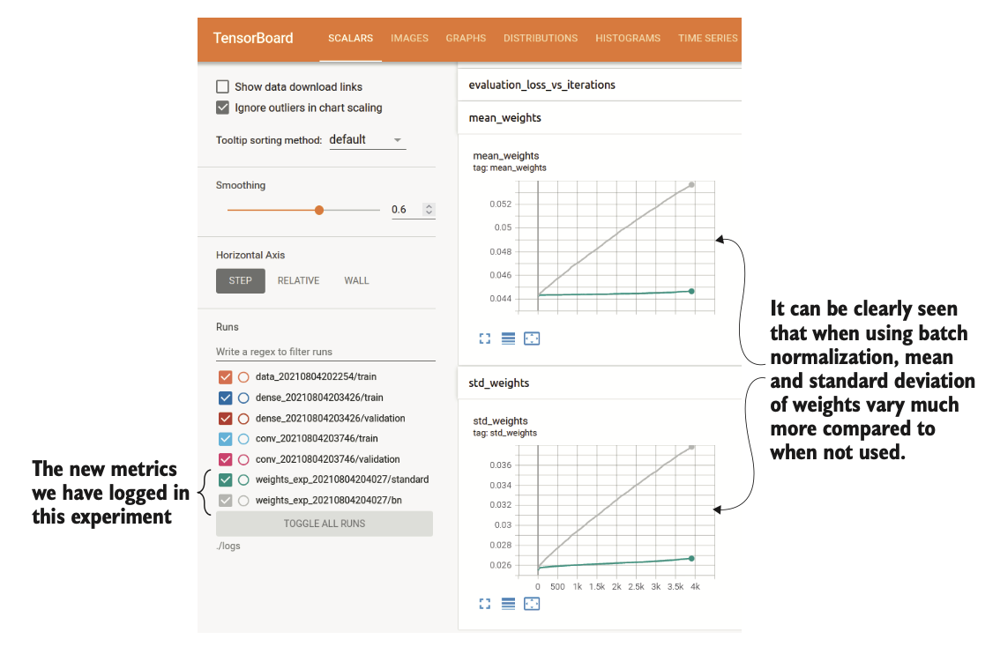 TensorBoard SCALARS IMAGES GRAPHS DISTRIBUTIONS HISTOGRAMS TIME SERIES
Show data download links
Ignore outliers in chart scaling
Tooltip sorting method: default
Smoothing
0.6
Horizontal Axis
STEP RELATIVE WALL
Runs
Write a regex to filter runs
data_20210804202254/train
dense_20210804203426/train
dense_20210804203426/validation
conv_20210804203746/train
conv_20210804203746/validation
weights_exp_20210804204027/standard
weights_exp_20210804204027/bn
TOGGLE ALL RUNS
./logs
The new metrics
we have logged in
this experiment
evaluation_loss_vs_iterations
mean_weights
mean_weights
tag: mean_weights
0.052
0.05
0.048
0.046
0.044
std_weights
std_weights
tag: std_weights
0.036
0.034
0.032
0.03
0.028
0.026
0 500 1k 1.5k 2k 2.5k 3k 3.5k 4k
It can be clearly seen
that when using batch
normalization, mean
and standard deviation
of weights vary much
more compared to
when not used.